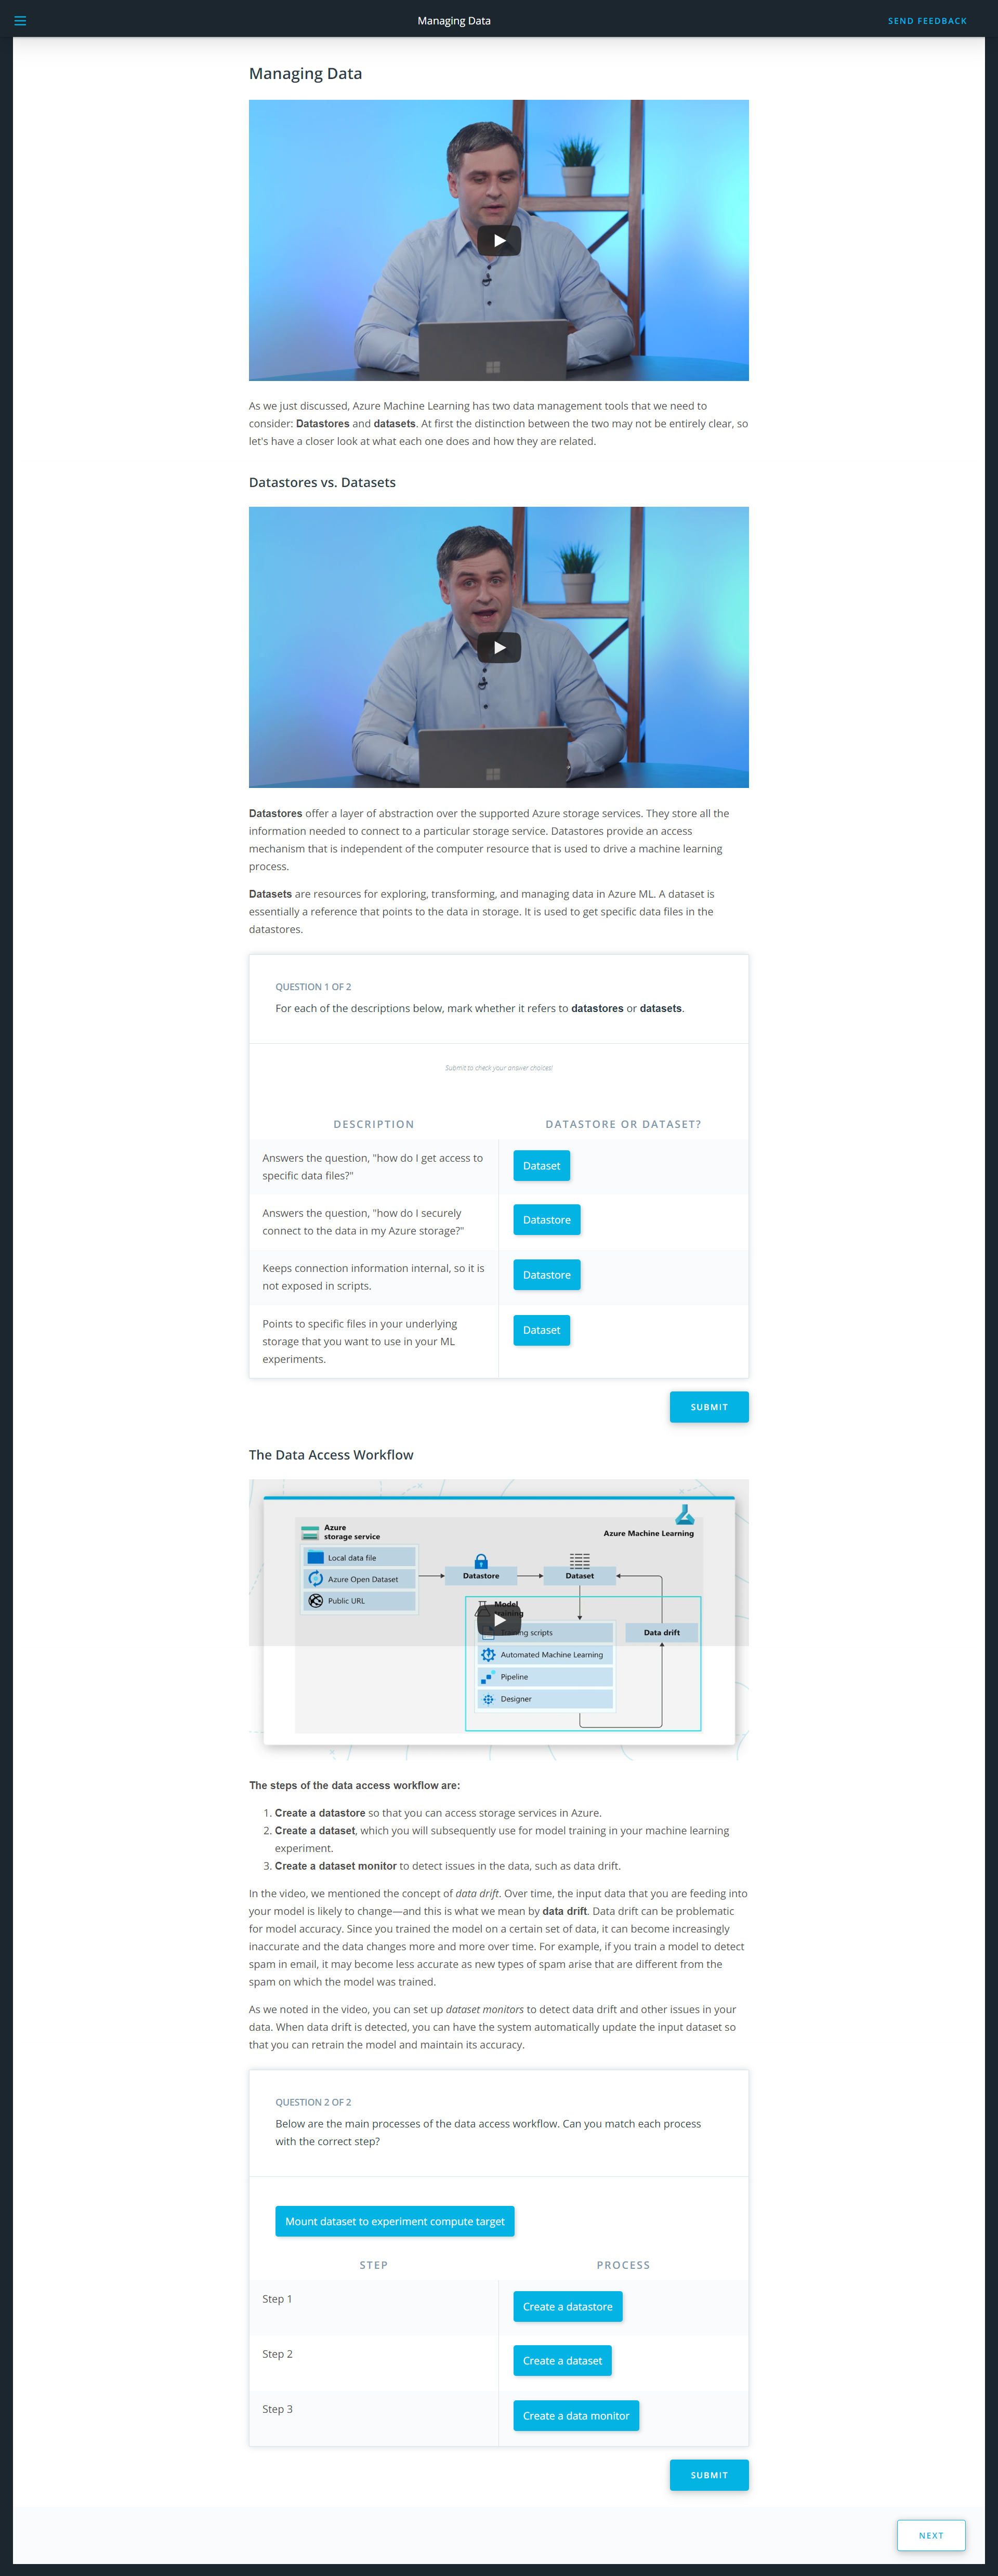 Managing Data
SEND FEEDBACK
Managing Data
As we just discussed, Azure Machine Learning has two data management tools that we need to
consider: Datastores and datasets. At first the distinction between the two may not be entirely clear, so
let's have a closer look at what each one does and how they are related.
Datastores vs. Datasets
Datastores offer a layer of abstraction over the supported Azure storage services. They store all the
information needed to connect to a particular storage service. Datastores provide an access
mechanism that is independent of the computer resource that is used to drive a machine learning
process.
Datasets are resources for exploring, transforming, and managing data in Azure ML. A dataset is
essentially a reference that points to the data in storage. It is used to get specific data files in the
datastores.
QUESTION 1 OF 2
For each of the descriptions below, mark whether it refers to datastores or datasets.
Submit to check your answer choices!
DESCRIPTION
DATASTORE OR DATASET?
Answers the question, "how do I get access to
specific data files?"
Dataset
Answers the question, "how do I securely
connect to the data in my Azure storage?"
Datastore
Keeps connection information internal, so it is
not exposed in scripts.
Datastore
Points to specific files in your underlying
storage that you want to use in your ML
experiments.
Dataset
SUBMIT
The Data Access Workflow
Azure
storage service
Azure Machine Learning
Local data file
Azure Open Dataset
Public URL
Datastore
Dataset
Model
training
scripts
Data drift
Automated Machine Learning
Pipeline
Designer
The steps of the data access workflow are:
1. Create a datastore so that you can access storage services in Azure.
2. Create a dataset, which you will subsequently use for model training in your machine learning
experiment.
3. Create a dataset monitor to detect issues in the data, such as data drift.
In the video, we mentioned the concept of data drift. Over time, the input data that you are feeding into
your model is likely to change—and this is what we mean by data drift. Data drift can be problematic
for model accuracy. Since you trained the model on a certain set of data, it can become increasingly
inaccurate and the data changes more and more over time. For example, if you train a model to detect
spam in email, it may become less accurate as new types of spam arise that are different from the
spam on which the model was trained.
As we noted in the video, you can set up dataset monitors to detect data drift and other issues in your
data. When data drift is detected, you can have the system automatically update the input dataset so
that you can retrain the model and maintain its accuracy.
QUESTION 2 OF 2
Below are the main processes of the data access workflow. Can you match each process
with the correct step?
Mount dataset to experiment compute target
STEP
PROCESS
Step 1
Create a datastore
Step 2
Create a dataset
Step 3
Create a data monitor
SUBMIT
NEXT